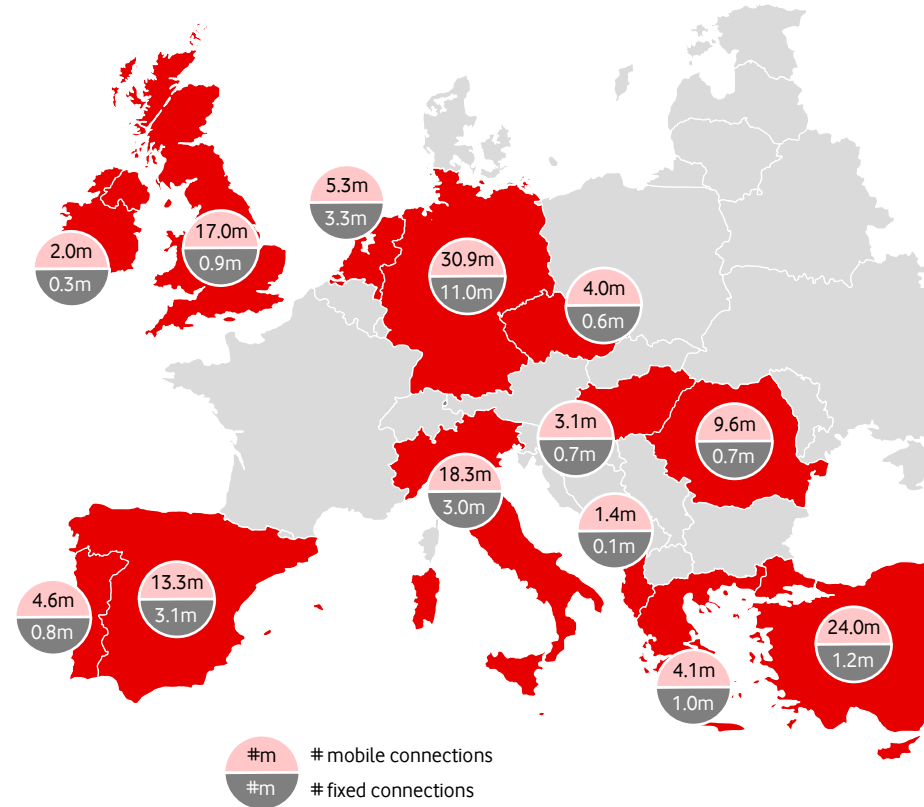 5.3m
3.3m
17.0m
0.9m
2.0m
0.3m
30.9m
11.0m
4.0m
0.6m
3.1m
0.7m
9.6m
0.7m
18.3m
3.0m
1.4m
0.1m
13.3m
3.1m
4.6m
0.8m
24.0m
1.2m
4.1m
1.0m
#m # mobile connections
#m # fixed connections